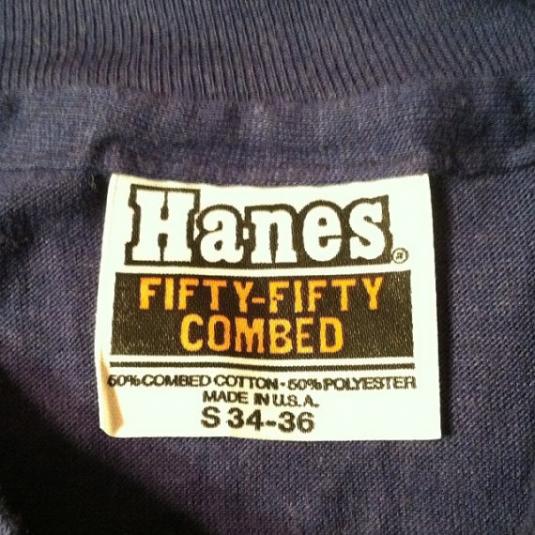 Hanes®
FIFTY-FIFTY
COMBED
50% COMBED COTTON • 50% POLYESTER
MADE IN U.S.A.
S 34-36